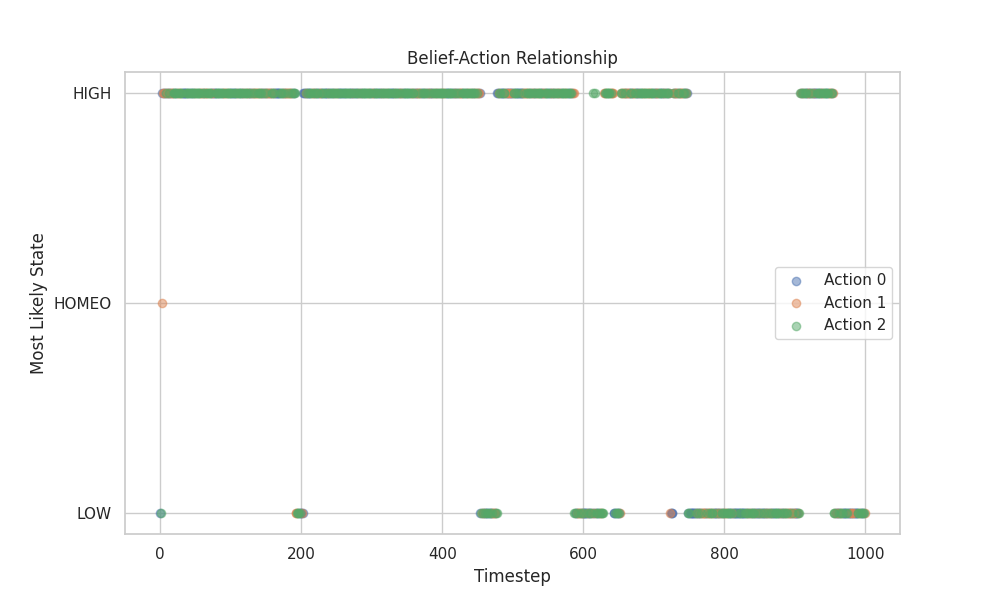 Belief-Action Relationship
HIGH
HOMEO
LOW
Most Likely State
Action 0
Action 1
Action 2
0
200
400
600
800
1000
Timestep